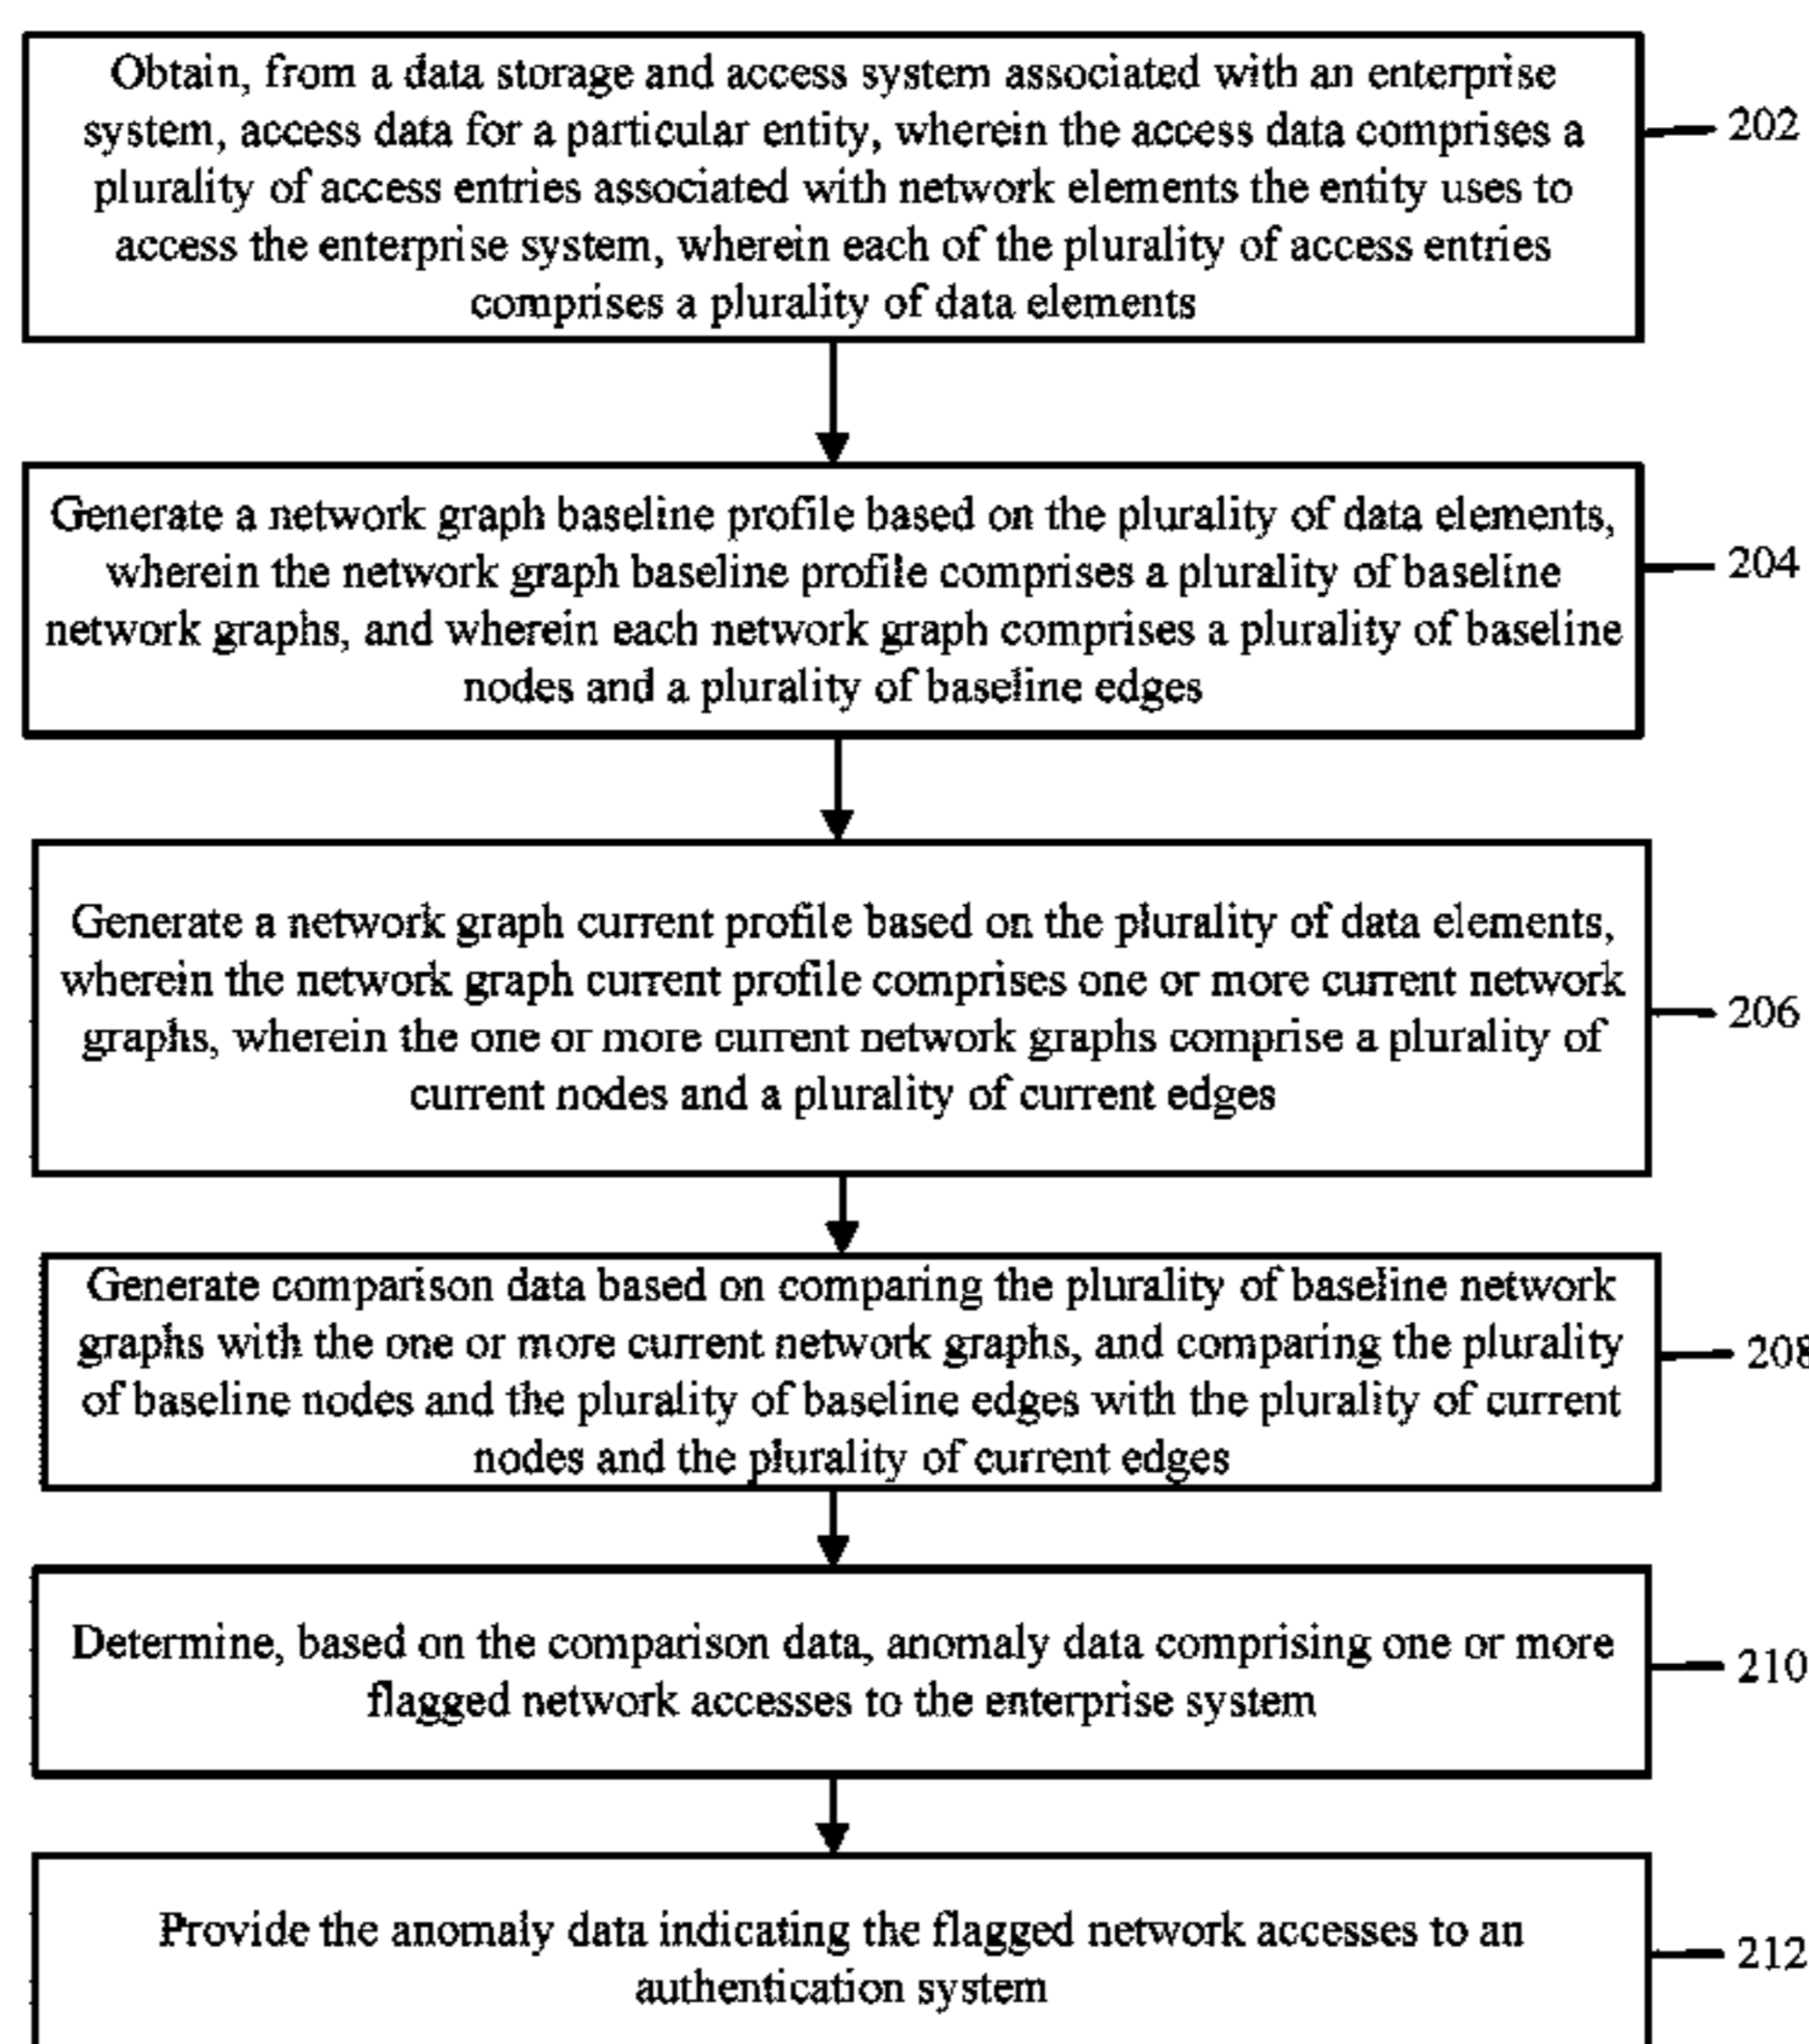 Obtain, from a data storage and access system associated with an enterprise
system, access data for a particular entity, wherein the access data comprises a
plurality of access entries associated with network elements the entity uses to
access the enterprise system, wherein each of the plurality of access entries
comprises a plurality of data elements
202
Generate a network graph baseline profile based on the plurality of data elements,
wherein the network graph baseline profile comprises a plurality of baseline
network graphs, and wherein each network graph comprises a plurality of baseline
nodes and a plurality of baseline edges
204
Generate a network graph current profile based on the plurality of data elements,
wherein the network graph current profile comprises one or more current network
graphs, wherein the one or more current network graphs comprise a plurality of
current nodes and a plurality of current edges
206
Generate comparison data based on comparing the plurality of baseline network
graphs with the one or more current network graphs, and comparing the plurality
of baseline nodes and the plurality of baseline edges with the plurality of current
nodes and the plurality of current edges
208
Determine, based on the comparison data, anomaly data comprising one or more
flagged network accesses to the enterprise system
210
Provide the anomaly data indicating the flagged network accesses to an
authentication system
212